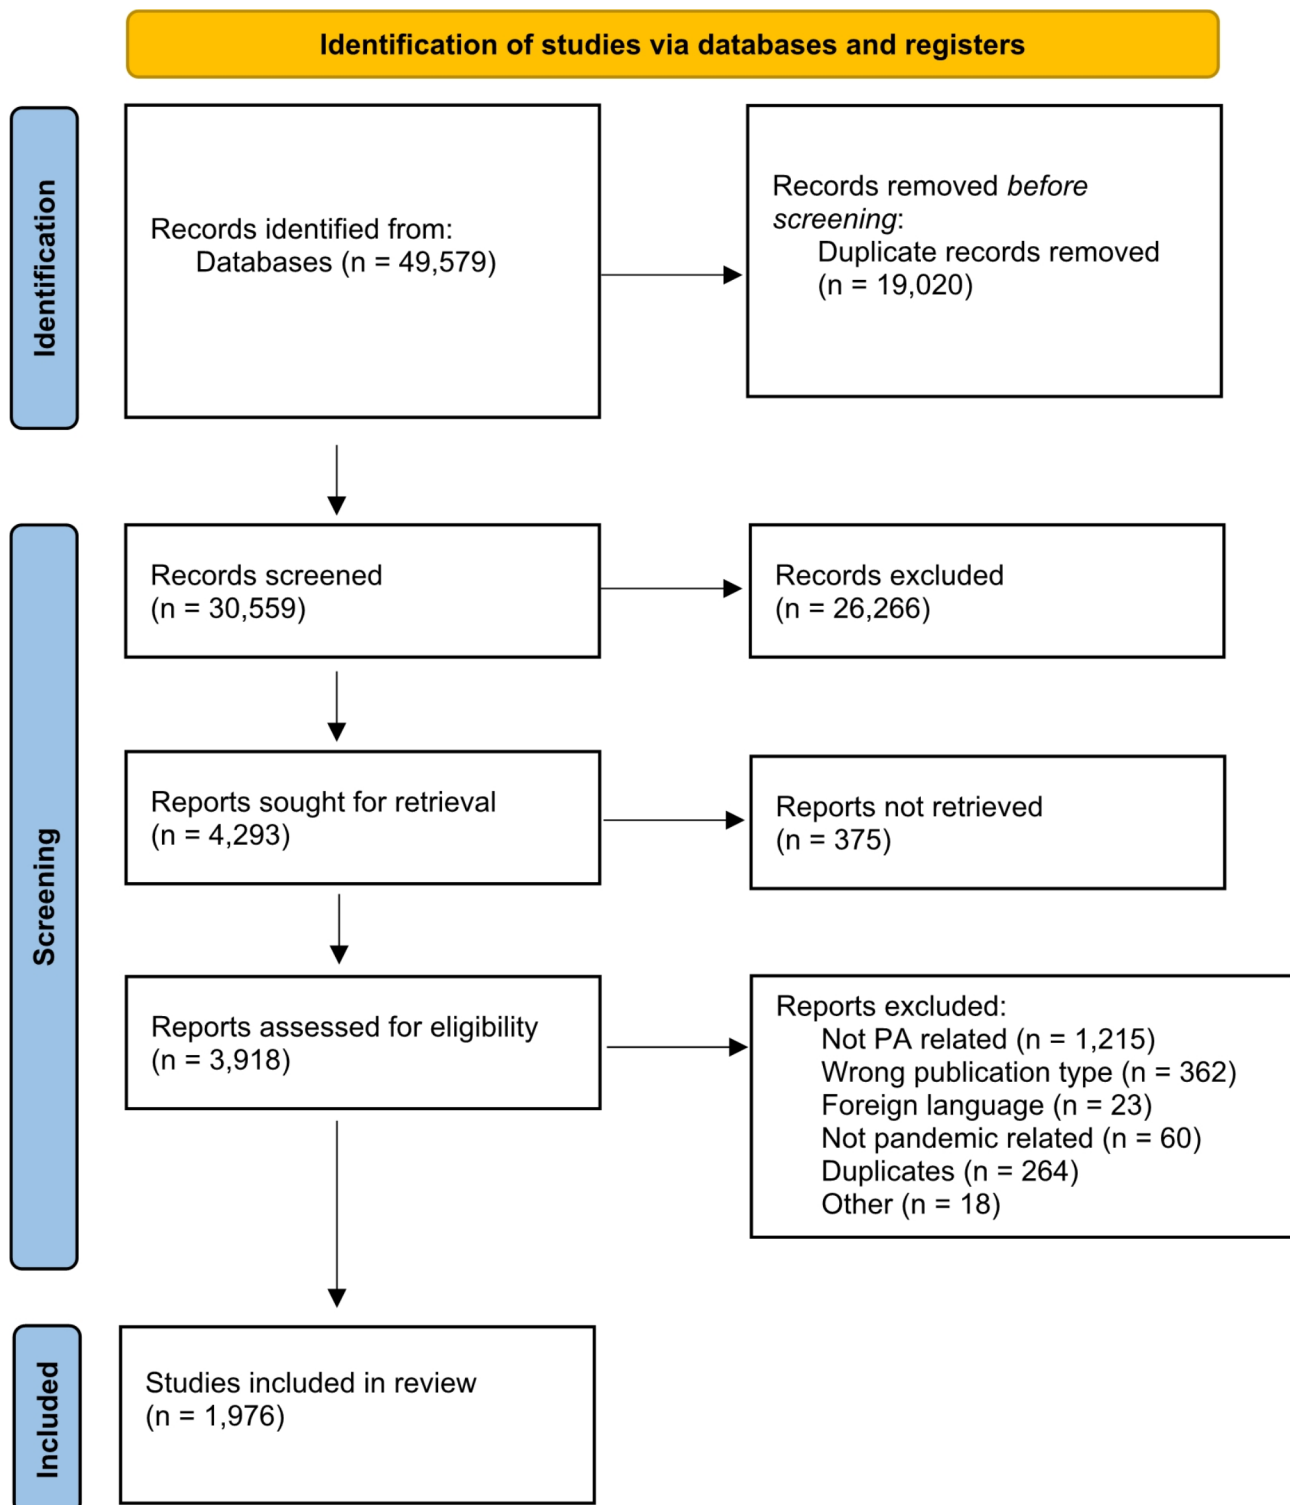 Identification of studies via databases and registers
Identification
Records identified from:
Databases (n = 49,579)
Records removed before
screening:
Duplicate records removed
(n = 19,020)
Screening
Records screened
(n = 30,559)
Records excluded
(n = 26,266)
Reports sought for retrieval
(n = 4,293)
Reports not retrieved
(n = 375)
Reports assessed for eligibility
(n = 3,918)
Reports excluded:
Not PA related (n = 1,215)
Wrong publication type (n = 362)
Foreign language (n = 23)
Not pandemic related (n = 60)
Duplicates (n = 264)
Other (n = 18)
Included
Studies included in review
(n = 1,976)